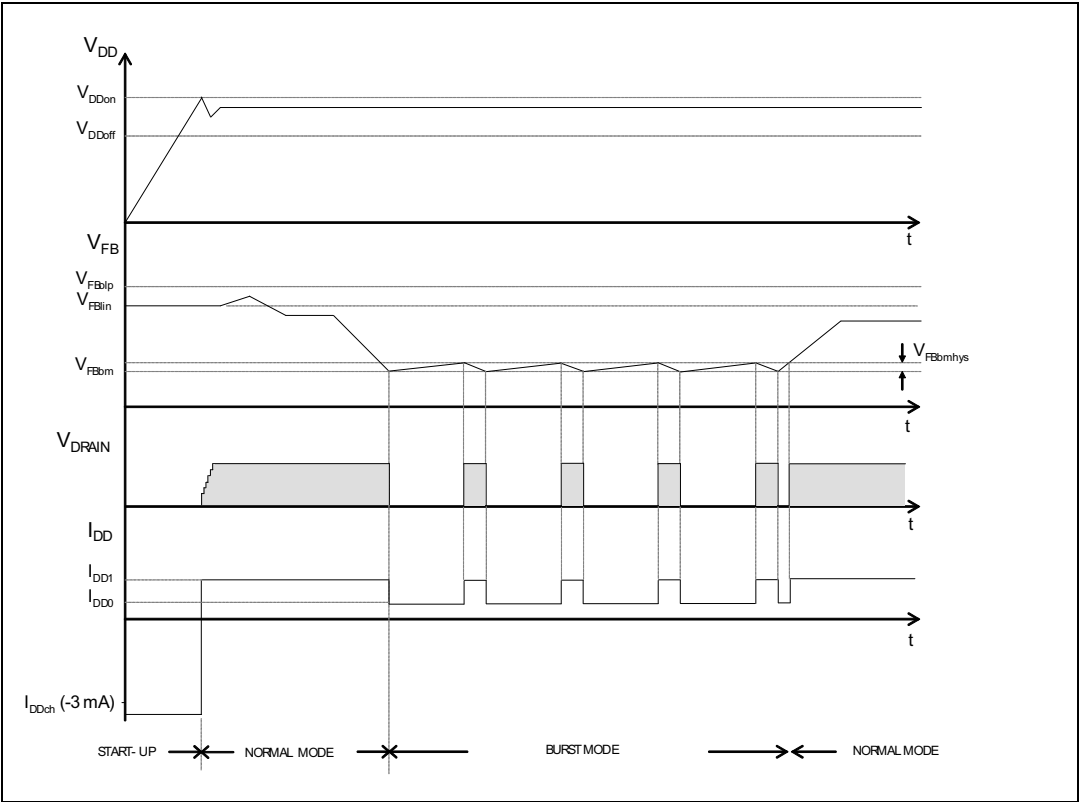 VDD
VDDon
VDDoff
t
VFB
VFBolp
VFBlin
VFBbm
VFBbmhys
t
VDRAIN
t
IDD
IDD1
IDD0
t
IDDch (-3 mA)
START- UP
NORMAL MODE
BURST MODE
NORMAL MODE